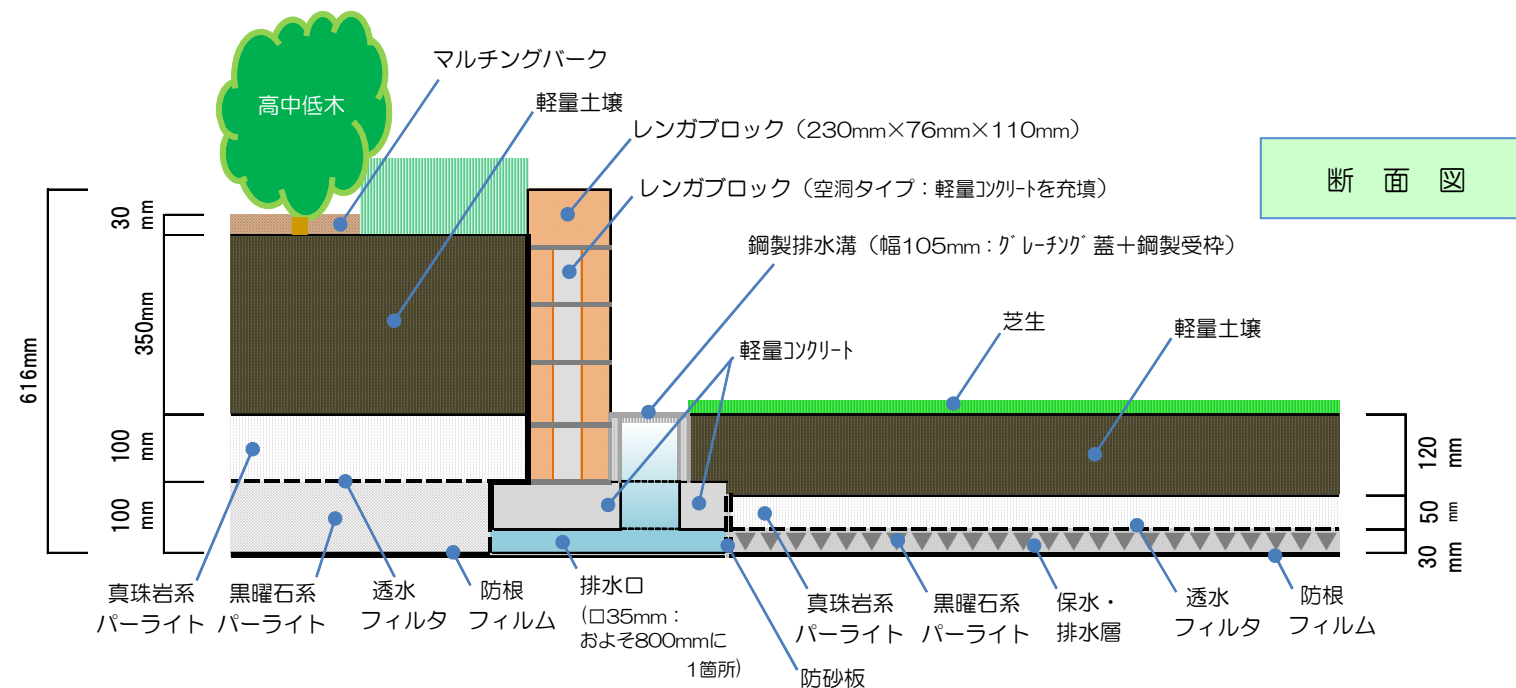 マルチングバーク
高中低木
軽量土壌
レンガブロック（230mm×76mm×110mm）
断 面 図
レンガブロック（空洞タイプ：軽量ｺﾝｸﾘｰﾄを充填）
30
mm
鋼製排水溝（幅105mm：ｸﾞﾚｰﾁﾝｸﾞ蓋＋鋼製受枠）
350mm
芝生
軽量土壌
616mm
軽量ｺﾝｸﾘｰﾄ
100
mm
120
mm
100
mm
50
mm
30
mm
真珠岩系
パーライト
黒曜石系
パーライト
透水
フィルタ
防根
フィルム
排水口
(□35mm：
およそ800mmに
1箇所)
防砂板
真珠岩系
パーライト
黒曜石系
パーライト
保水・
排水層
透水
フィルタ
防根
フィルム